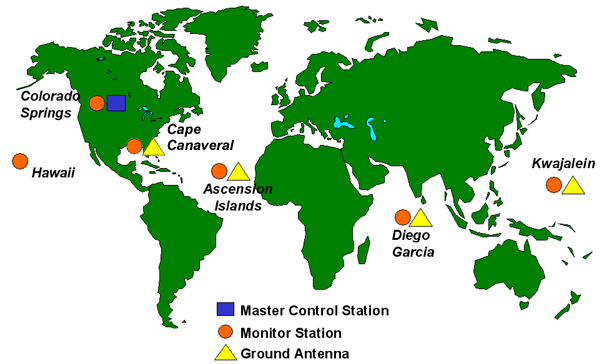 Colorado
Springs
Cape
Canaveral
Hawaii
Ascension
Islands
Kwajalein
Diego
Garcia
Master Control Station
Monitor Station
Ground Antenna